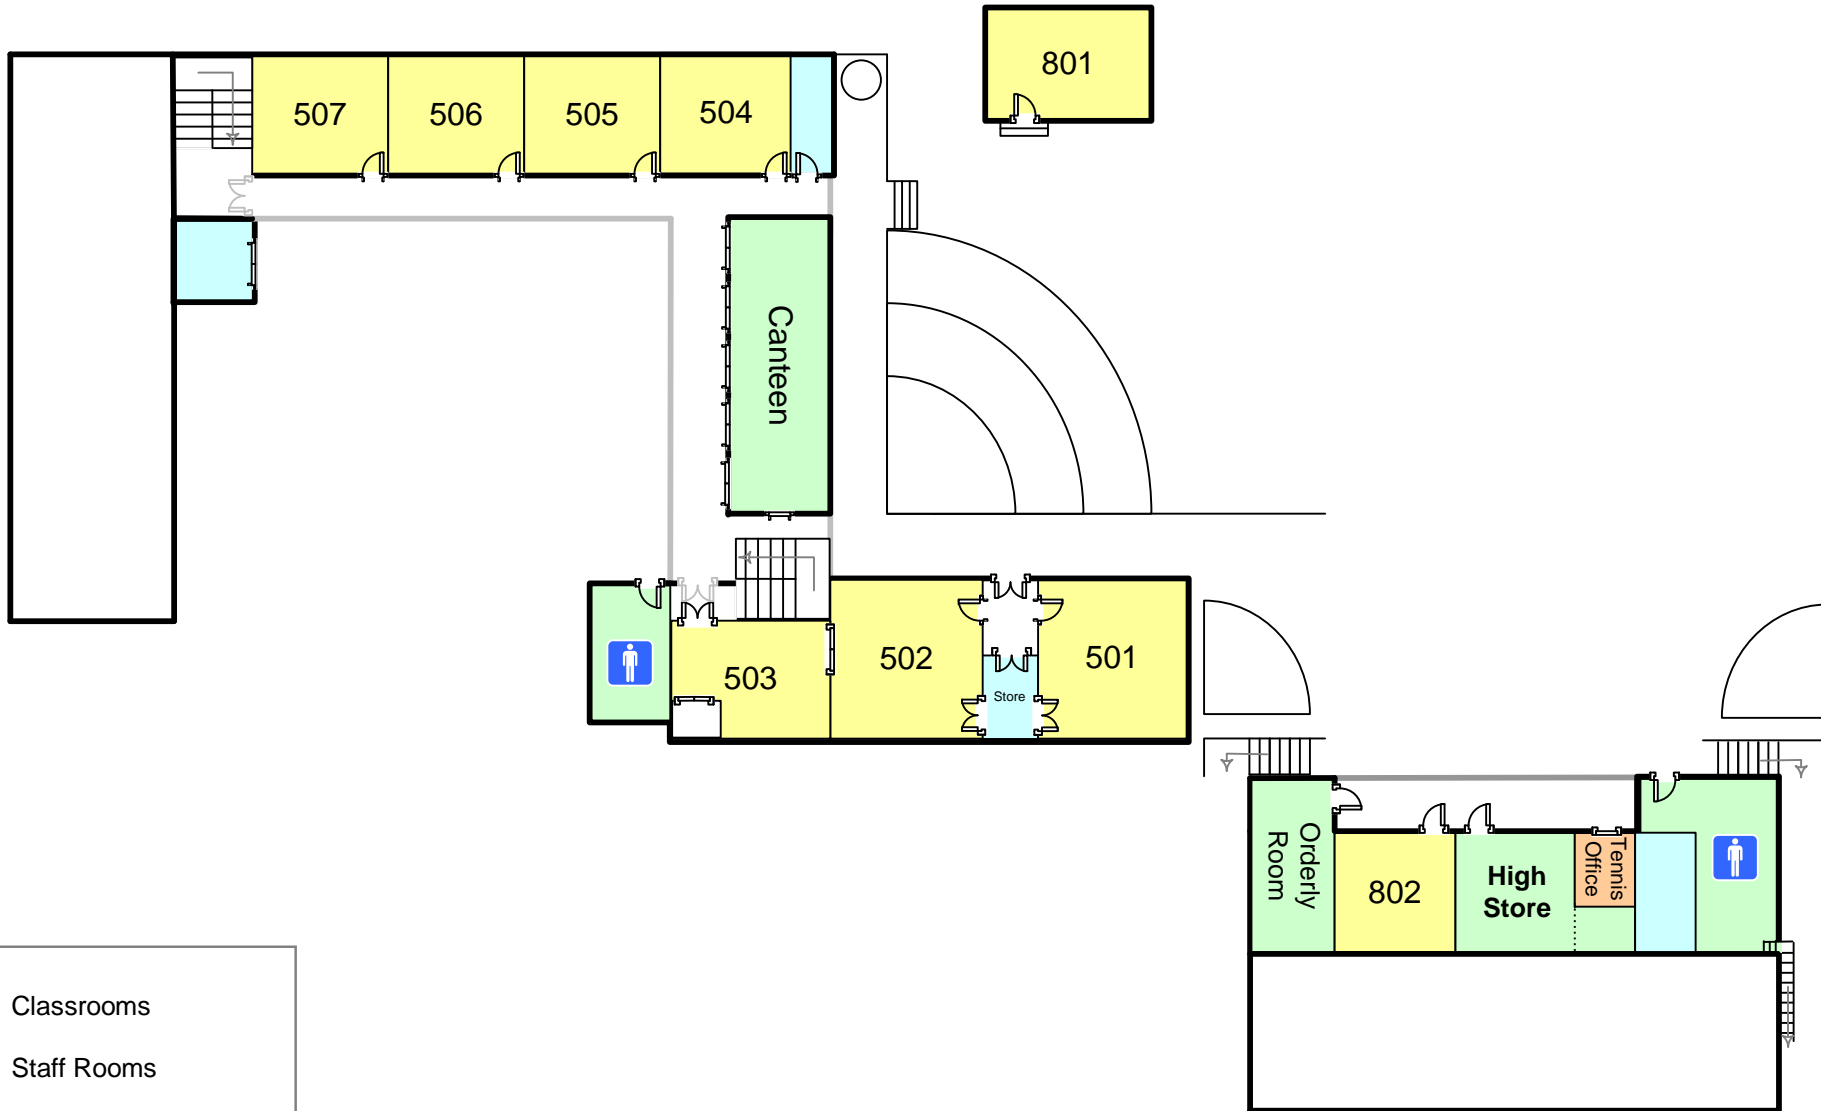 801
507
506
505
504
Canteen
503
502
Store
501
Orderly
Room
802
High
Store
Tennis
Office
Classrooms
Staff Rooms